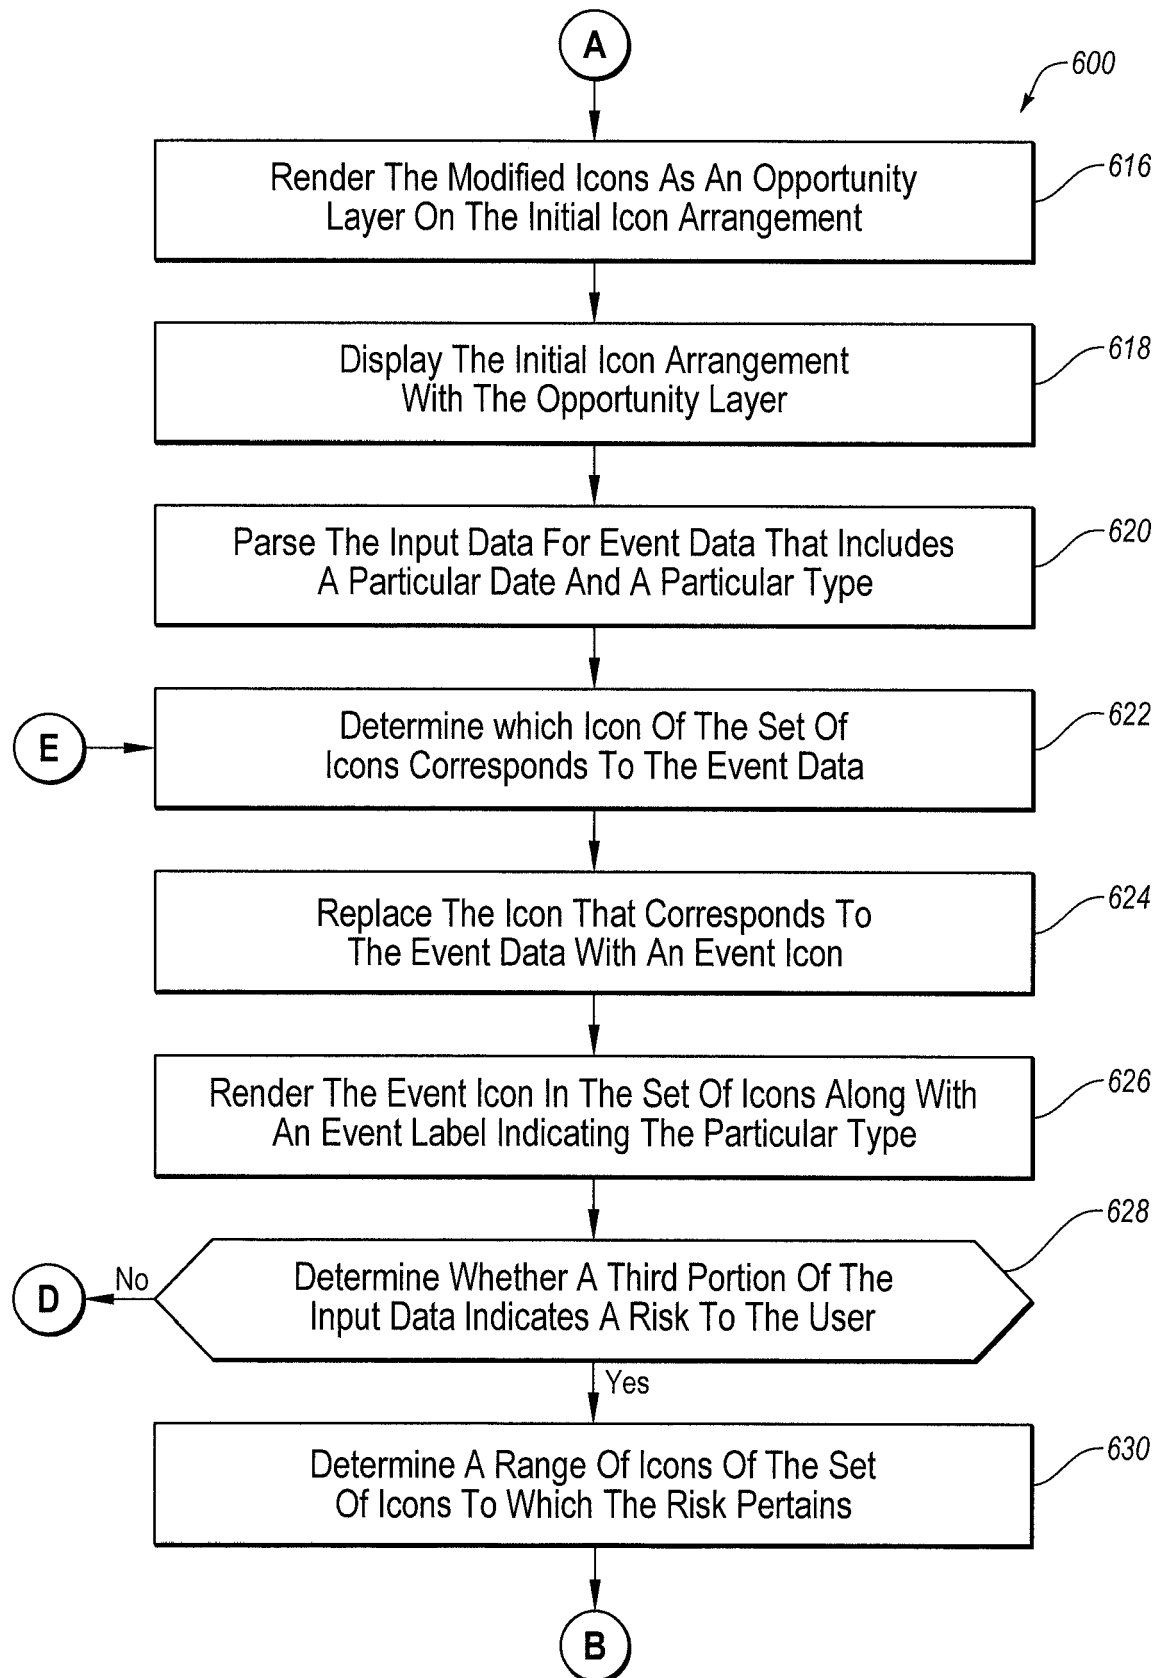 A
600
Render The Modified Icons As An Opportunity
Layer On The Initial Icon Arrangement
616
Display The Initial Icon Arrangement
With The Opportunity Layer
618
Parse The Input Data For Event Data That Includes
A Particular Date And A Particular Type
620
E
Determine which Icon Of The Set Of
Icons Corresponds To The Event Data
622
Replace The Icon That Corresponds To
The Event Data With An Event Icon
624
Render The Event Icon In The Set Of Icons Along With
An Event Label Indicating The Particular Type
626
628
D
No
Determine Whether A Third Portion Of The
Input Data Indicates A Risk To The User
Yes
Determine A Range Of Icons Of The Set
Of Icons To Which The Risk Pertains
630
B